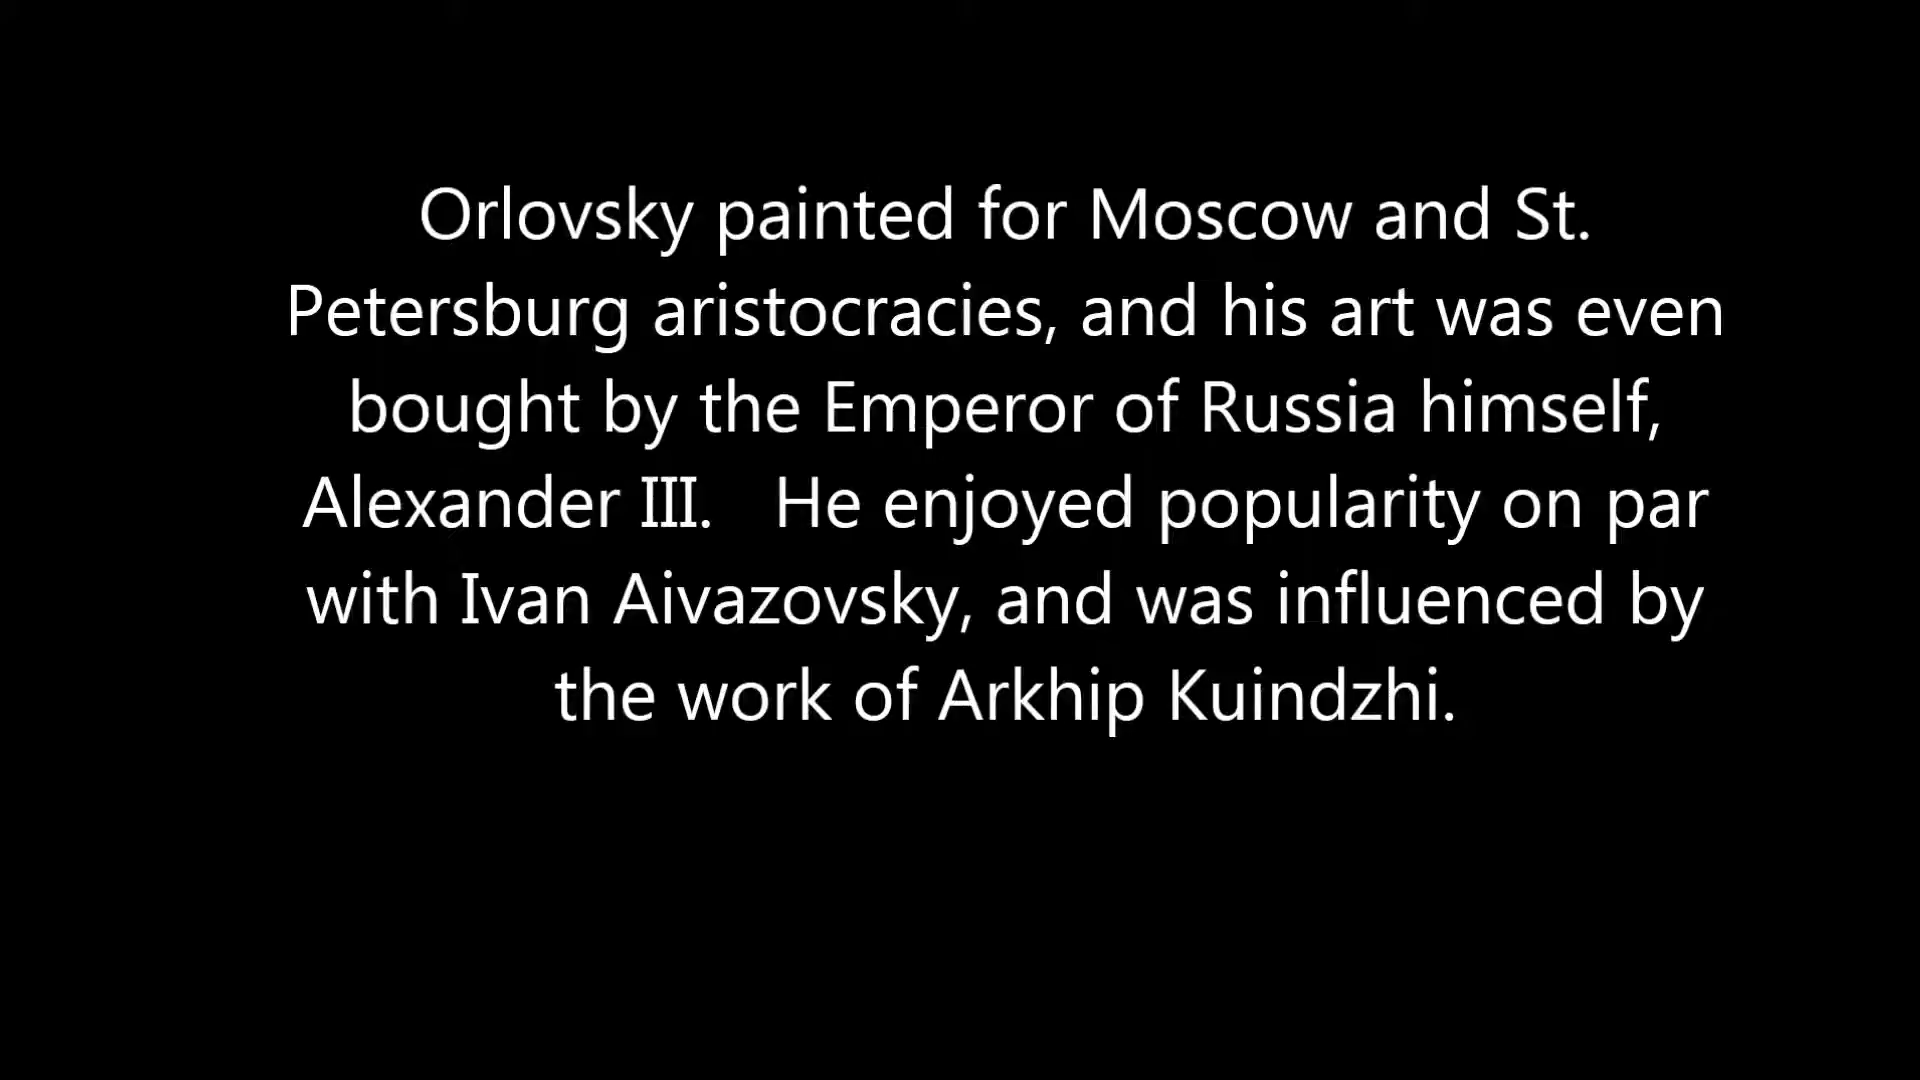 Orlovsky painted for Moscow and St.
Petersburg aristocracies, and his art was even
bought by the Emperor of Russia himself,
Alexander III.   He enjoyed popularity on par
with Ivan Aivazovsky, and was influenced by
the work of Arkhip Kuindzhi.